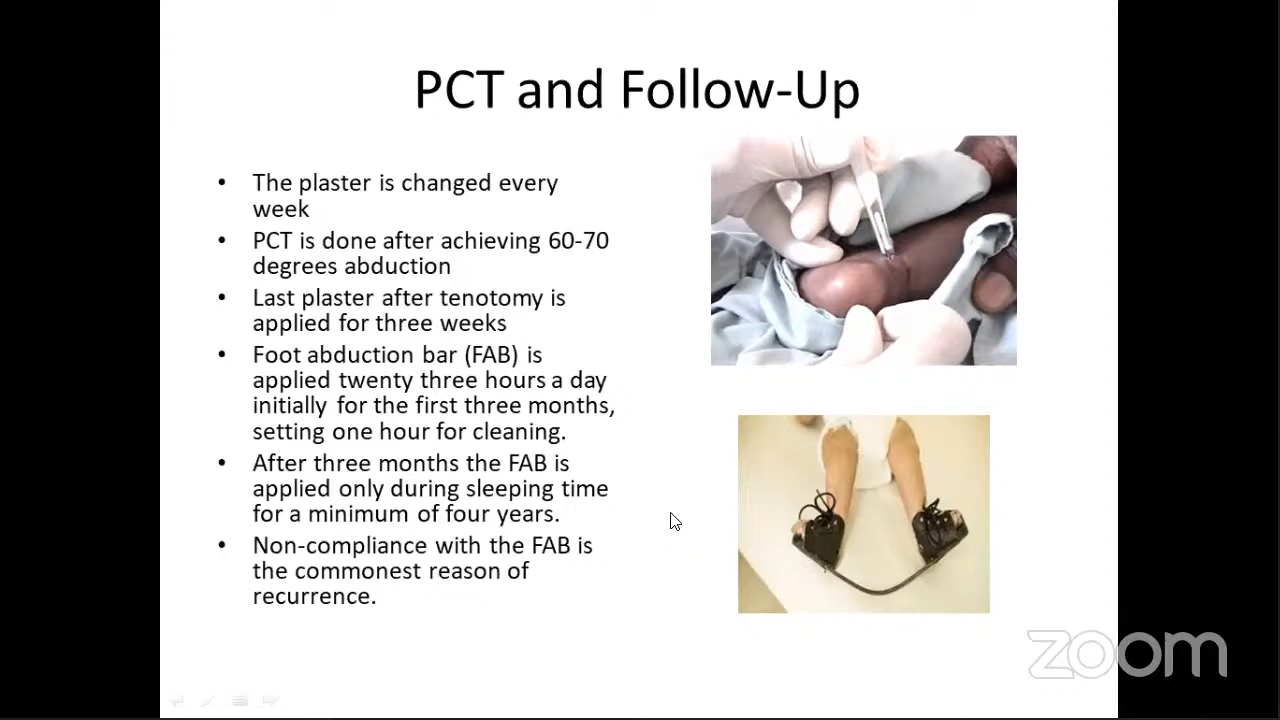 PCT and Follow-Up
• The plaster is changed every
week
• PCT is done after achieving 60-70
degrees abduction
• Last plaster after tenotomy is
applied for three weeks
• Foot abduction bar (FAB) is
applied twenty three hours a day
initially for the first three months,
setting one hour for cleaning.
• After three months the FAB is
applied only during sleeping time
for a minimum of four years.
• Non-compliance with the FAB is
the commonest reason of
recurrence.
zoom